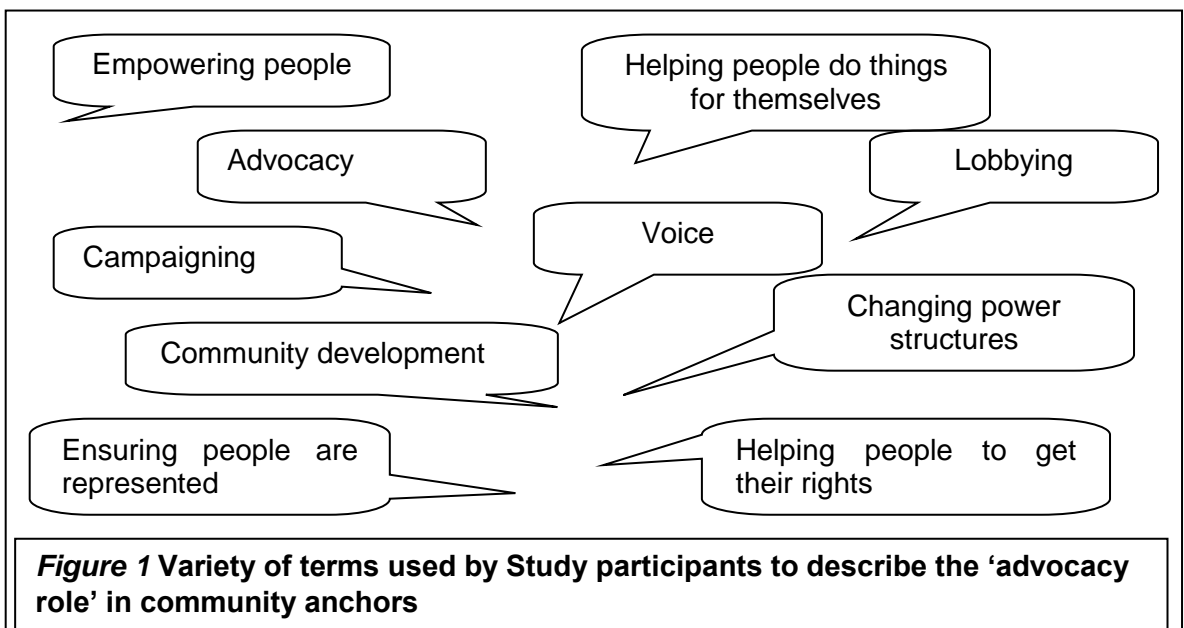 Empowering people
Helping people do things
for themselves
Advocacy
Lobbying
Voice
Campaigning
Changing power
structures
Community development
Ensuring people are
represented
Helping people to get
their rights
Figure 1 Variety of terms used by Study participants to describe the ‘advocacy
role’ in community anchors